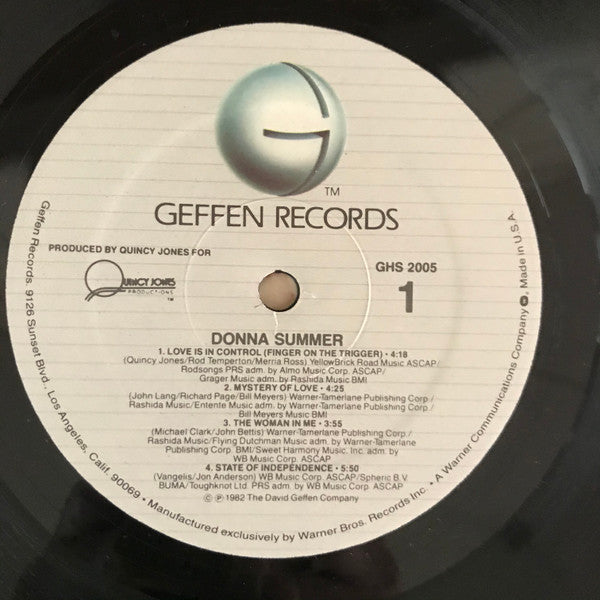 TM
GEFFEN RECORDS
PRODUCED BY QUINCY JONES FOR
QUINCY JONES
PRODUCTIONS
TM
GHS 2005
1
DONNA SUMMER
1. LOVE IS IN CONTROL (FINGER ON THE TRIGGER) • 4:18
(Quincy Jones/Rod Temperton/Merria Ross) YellowBrick Road Music ASCAP/
Rodsongs PRS adm. by Almo Music Corp. ASCAP/
Grager Music adm. by Rashida Music BMI
2. MYSTERY OF LOVE • 4:25
(John Lang/Richard Page/Bill Meyers) Warner-Tamerlane Publishing Corp./
Rashida Music/Entente Music adm. by Warner-Tamerlane Publishing Corp./
Bill Meyers Music BMI
3. THE WOMAN IN ME • 3:55
(Michael Clark/John Bettis) Warner-Tamerlane Publishing Corp./
Rashida Music/Flying Dutchman Music adm. by Warner-Tamerlane
Publishing Corp. BMI/Sweet Harmony Music, Inc. adm. by
WB Music Corp. ASCAP
4. STATE OF INDEPENDENCE • 5:50
(Vangelis/Jon Anderson) WB Music Corp. ASCAP/Spheric B.V.
BUMA/Toughknot Ltd. PRS adm. by WB Music Corp. ASCAP
© ℗ 1982 The David Geffen Company
Geffen Records, 9126 Sunset Blvd., Los Angeles, Calif. 90069 • Manufactured exclusively by Warner Bros. Records Inc. • A Warner Communications Company, Made in U.S.A.